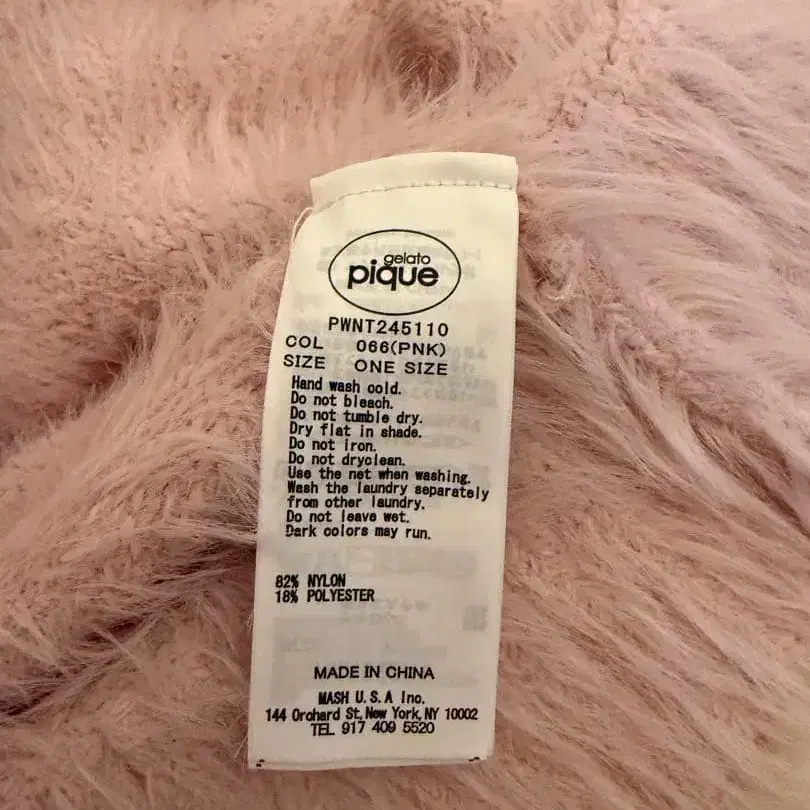 gelato
pique
PWNT245110
COL 066(PNK)
SIZE ONE SIZE
Hand wash cold.
Do not bleach.
Do not tumble dry.
Dry flat in shade.
Do not iron.
Do not dryclean.
Use the net when washing.
Wash the laundry separately
from other laundry.
Do not leave wet.
Dark colors may run.
82% NYLON
18% POLYESTER
MADE IN CHINA
MASH U.S.A Inc.
144 Orchard St, New York, NY 10002
TEL 917 409 5520